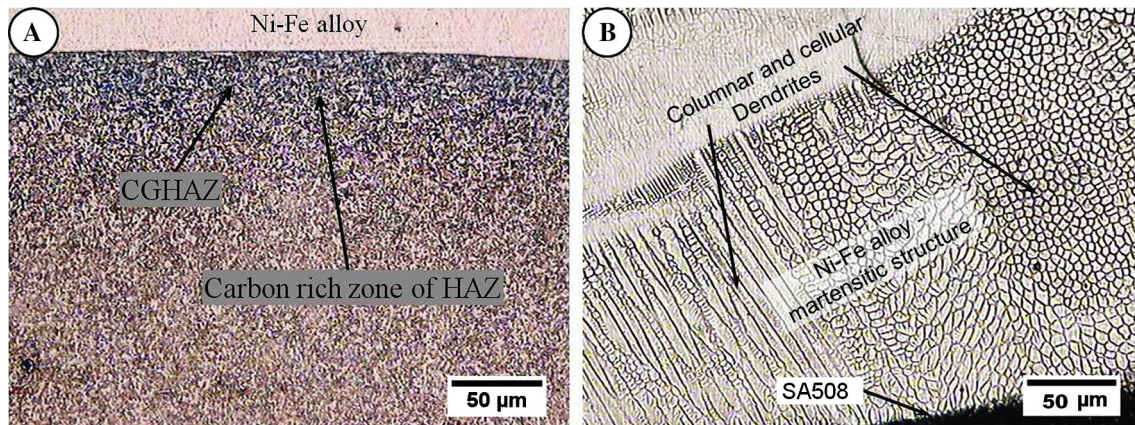 A
Ni-Fe alloy
CGHAZ
Carbon rich zone of HAZ
50 µm
B
Columnar and cellular
Dendrites
Ni-Fe alloy -
martensitic structure
SA508
50 µm